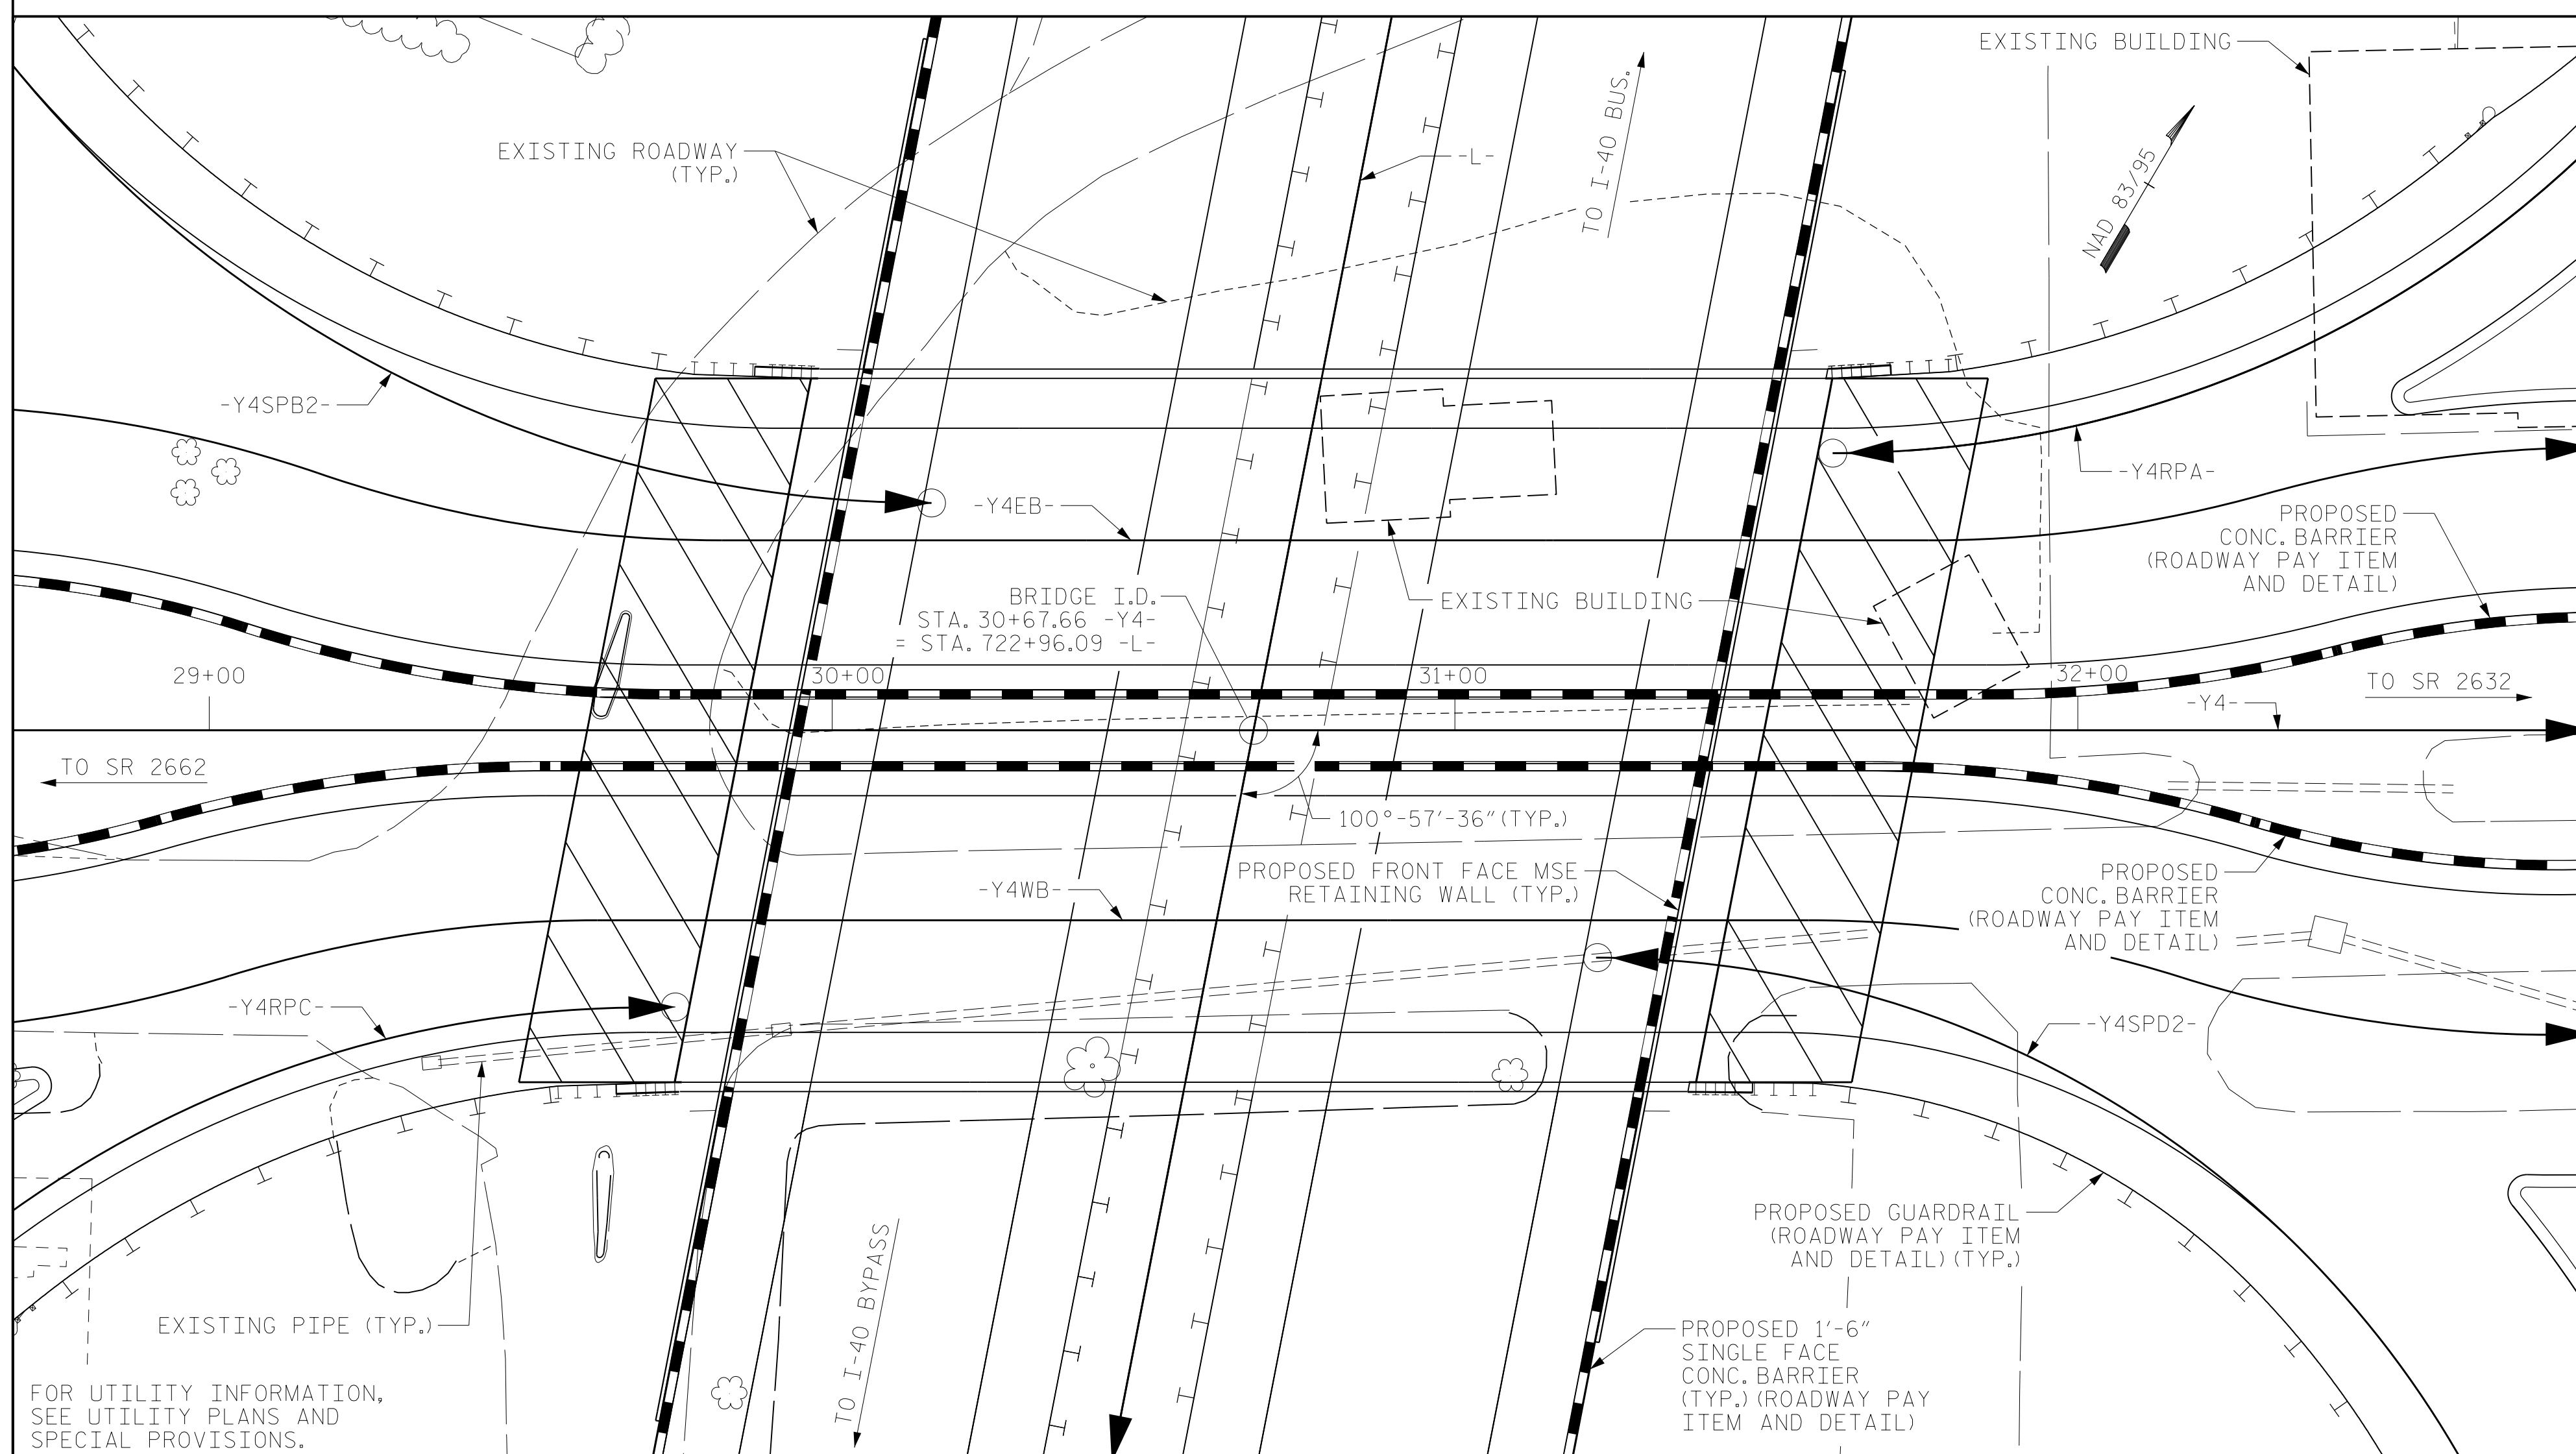 EXISTING BUILDING
EXISTING ROADWAY
(TYP.)
-L-
TO I-40 BUS.
NAD 83/95
-Y4SPB2-
-Y4RPA-
-Y4EB-
PROPOSED
CONC. BARRIER
(ROADWAY PAY ITEM
AND DETAIL)
BRIDGE I.D.
STA. 30+67.66 -Y4-
= STA. 722+96.09 -L-
EXISTING BUILDING
29+00
30+00
31+00
32+00
TO SR 2632
-Y4-
TO SR 2662
100°-57'-36" (TYP.)
PROPOSED FRONT FACE MSE
RETAINING WALL (TYP.)
-Y4WB-
PROPOSED
CONC. BARRIER
(ROADWAY PAY ITEM
AND DETAIL)
-Y4RPC-
-Y4SPD2-
PROPOSED GUARDRAIL
(ROADWAY PAY ITEM
AND DETAIL) (TYP.)
TO I-40 BYPASS
EXISTING PIPE (TYP.)
PROPOSED 1'-6"
SINGLE FACE
CONC. BARRIER
(TYP.) (ROADWAY PAY
ITEM AND DETAIL)
FOR UTILITY INFORMATION,
SEE UTILITY PLANS AND
SPECIAL PROVISIONS.